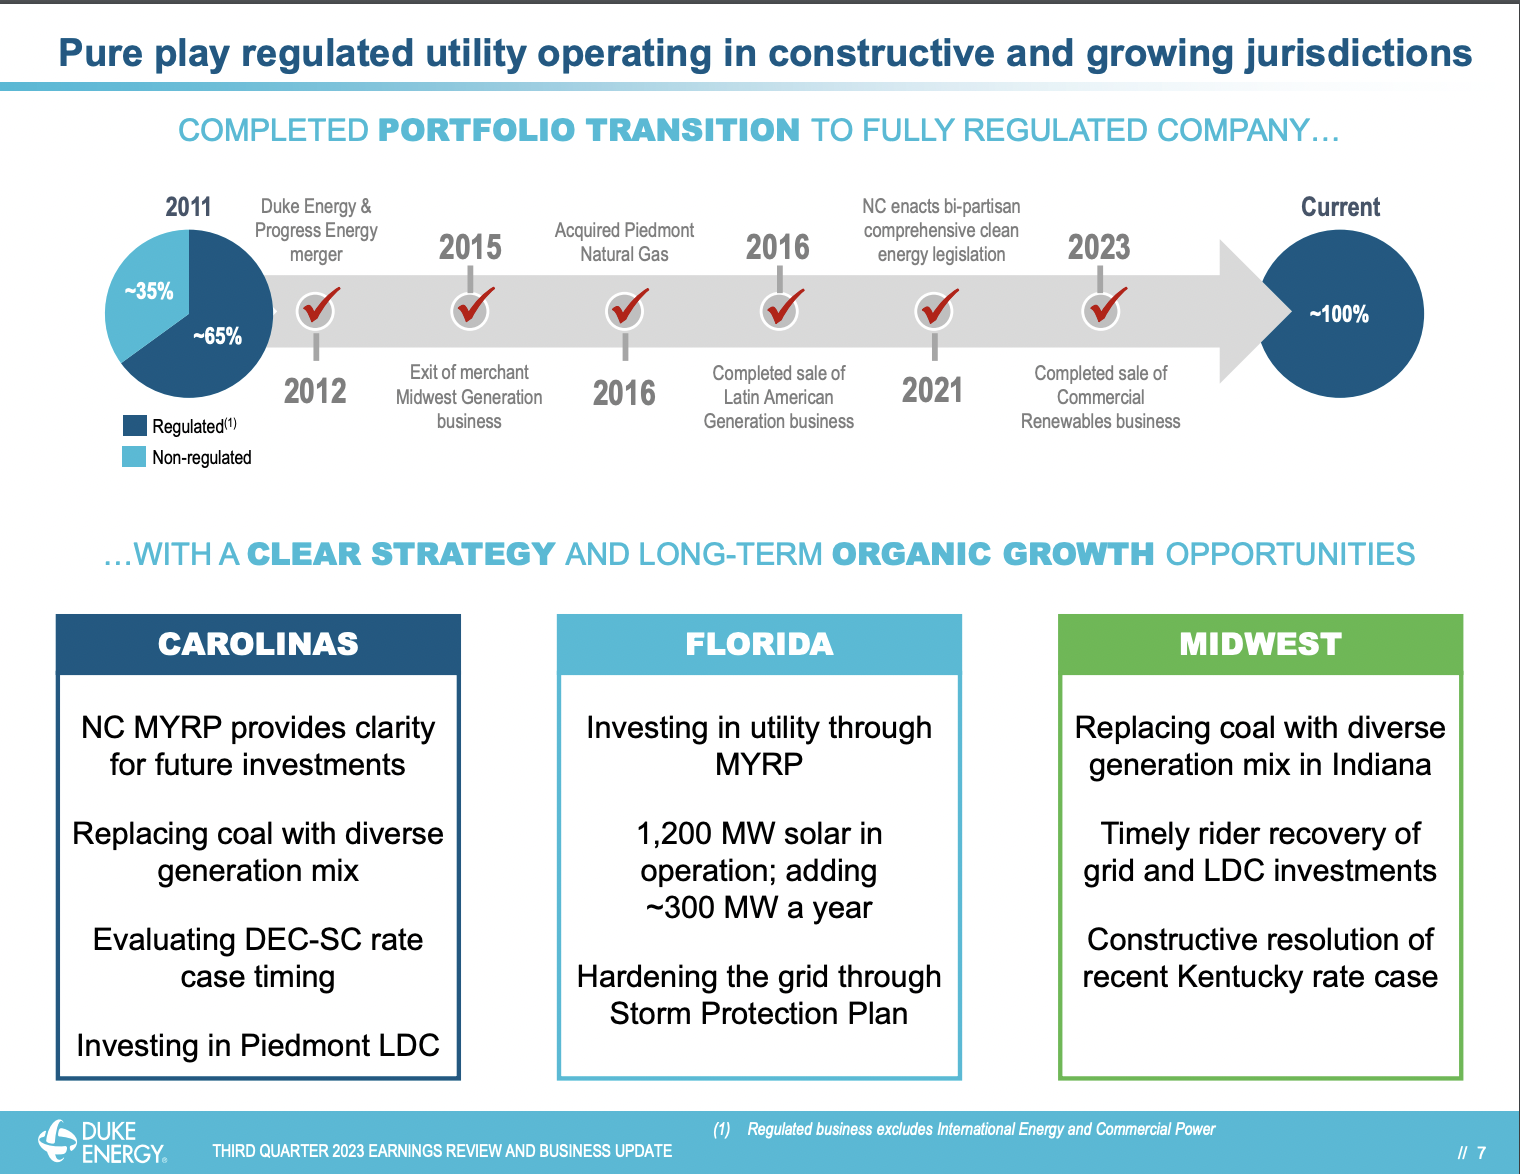 Pure play regulated utility operating in constructive and growing jurisdictions
COMPLETED PORTFOLIO TRANSITION TO FULLY REGULATED COMPANY…
2011
~35%
~65%
Regulated(1)
Non-regulated
Duke Energy &
Progress Energy
merger
2012
2015
Exit of merchant
Midwest Generation
business
Acquired Piedmont
Natural Gas
2016
2016
Completed sale of
Latin American
Generation business
NC enacts bi-partisan
comprehensive clean
energy legislation
2021
2023
Completed sale of
Commercial
Renewables business
Current
~100%
…WITH A CLEAR STRATEGY AND LONG-TERM ORGANIC GROWTH OPPORTUNITIES
CAROLINAS
NC MYRP provides clarity
for future investments
Replacing coal with diverse
generation mix
Evaluating DEC-SC rate
case timing
Investing in Piedmont LDC
FLORIDA
Investing in utility through
MYRP
1,200 MW solar in
operation; adding
~300 MW a year
Hardening the grid through
Storm Protection Plan
MIDWEST
Replacing coal with diverse
generation mix in Indiana
Timely rider recovery of
grid and LDC investments
Constructive resolution of
recent Kentucky rate case
DUKE
ENERGY®
THIRD QUARTER 2023 EARNINGS REVIEW AND BUSINESS UPDATE
(1) Regulated business excludes International Energy and Commercial Power
// 7